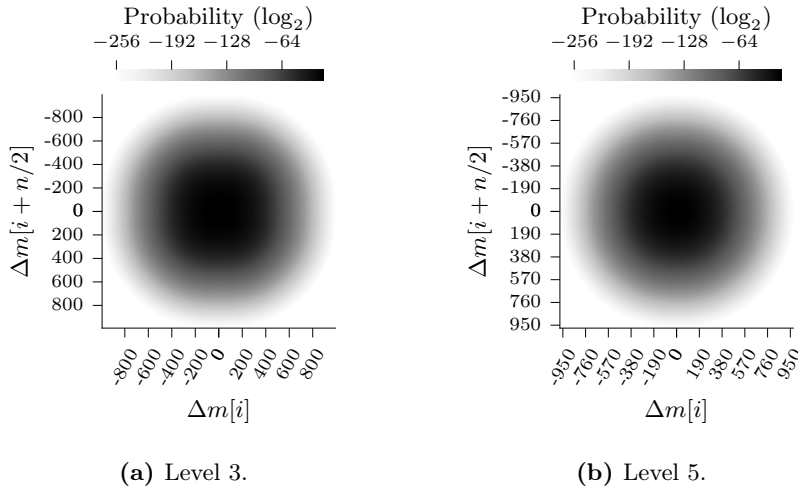 Probability (log₂)
−256 −192 −128 −64
-800
-600
-400
-200
0
200
400
600
800
Δm[i + n/2]
-800 -600 -400 -200 0 200 400 600 800
Δm[i]
(a) Level 3.
Probability (log₂)
−256 −192 −128 −64
-950
-760
-570
-380
-190
0
190
380
570
760
950
Δm[i + n/2]
-950 -760 -570 -380 -190 0 190 380 570 760 950
Δm[i]
(b) Level 5.